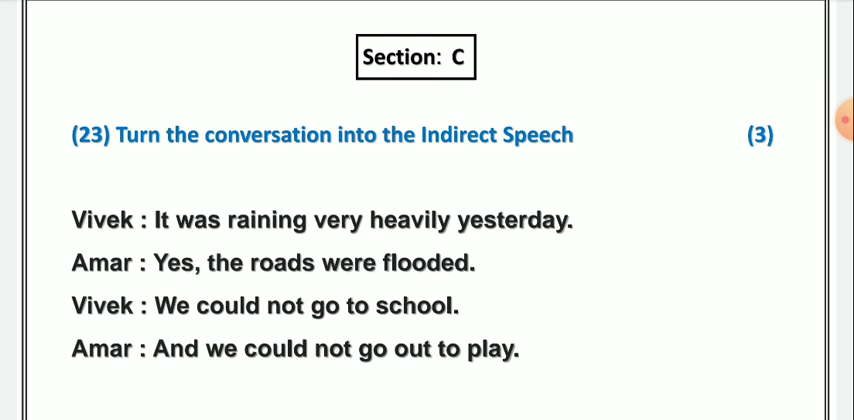 Section: C
(23) Turn the conversation into the Indirect Speech (3)
Vivek : It was raining very heavily yesterday.
Amar : Yes, the roads were flooded.
Vivek : We could not go to school.
Amar : And we could not go out to play.